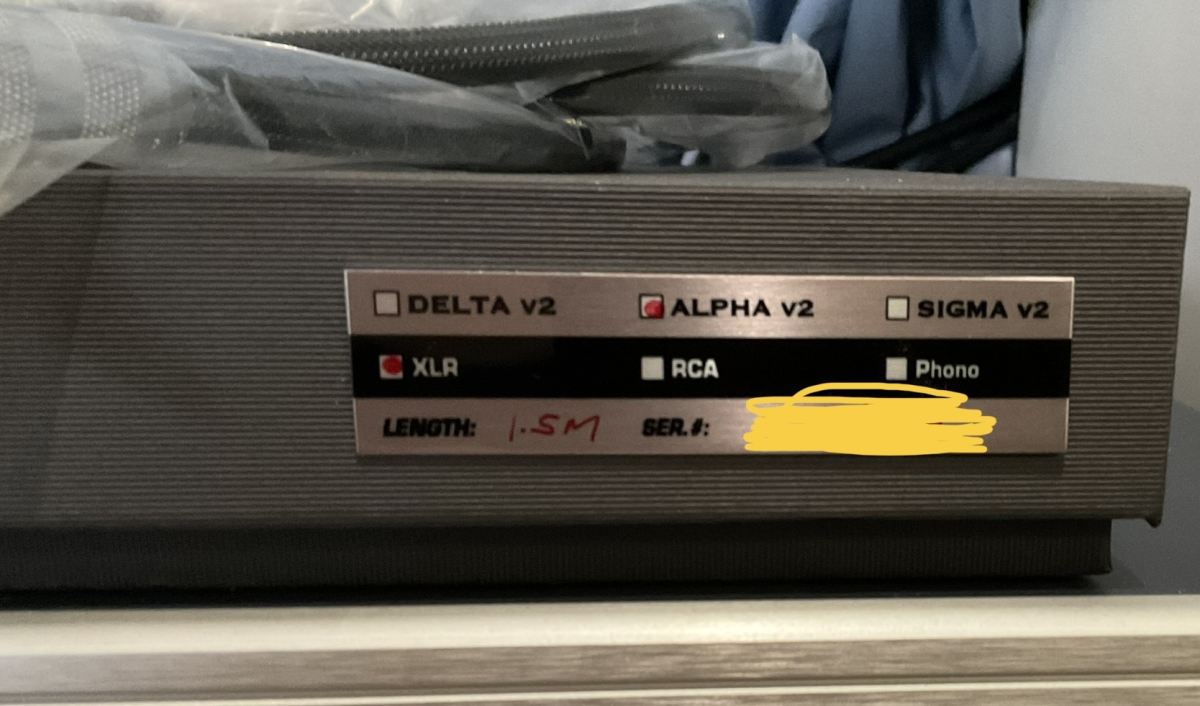 DELTA v2 ALPHA v2 SIGMA v2
XLR RCA Phono
LENGTH: 1.5M SER.#: